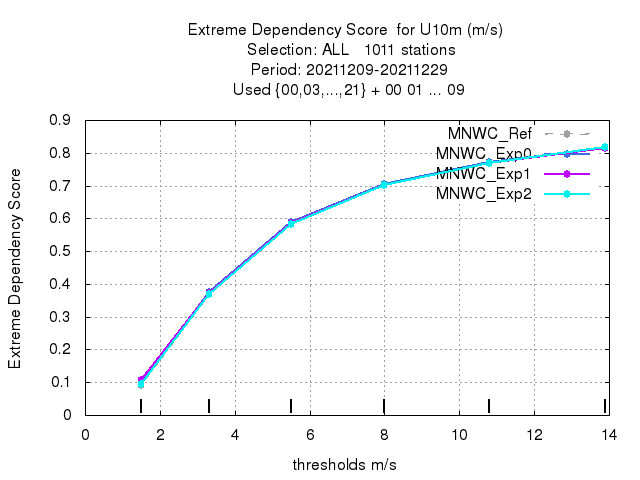 Extreme Dependency Score  for U10m (m/s)
Selection: ALL   1011 stations
Period: 20211209-20211229
Used {00,03,...,21} + 00 01 ... 09
Extreme Dependency Score
0.9
0.8
0.7
0.6
0.5
0.4
0.3
0.2
0.1
0
MNWC_Ref
MNWC_Exp0
MNWC_Exp1
MNWC_Exp2
0 2 4 6 8 10 12 14
thresholds m/s